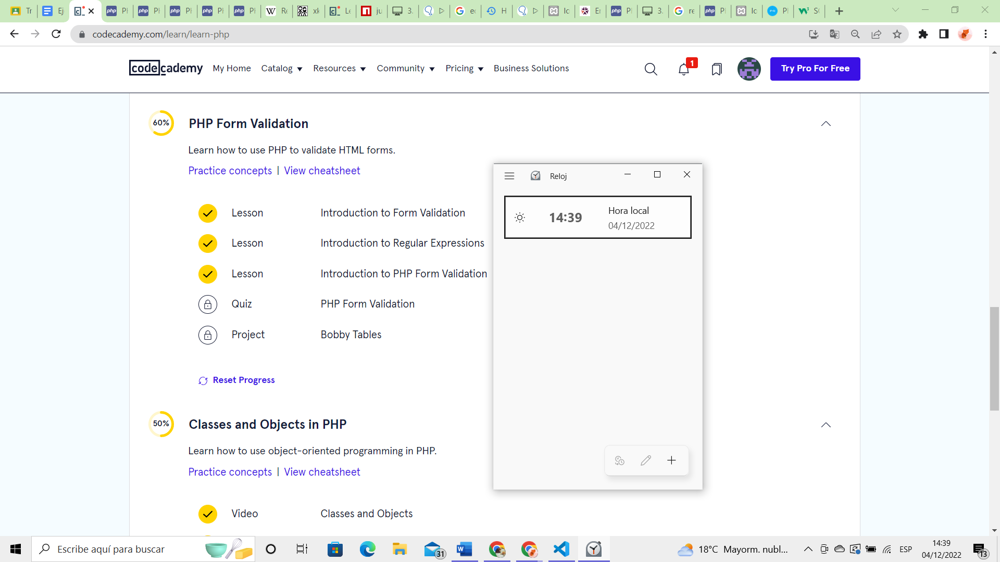 Tr
Ej
Pl
Pl
Pl
Pl
Pl
Re
xk
Le
ju
3.
ec
H
lo
En
Pl
3.
re
Pl
lo
Pl
S
codecademy.com/learn/learn-php
codecademy
My Home
Catalog
Resources
Community
Pricing
Business Solutions
1
Try Pro For Free
60%
PHP Form Validation
Learn how to use PHP to validate HTML forms.
Practice concepts | View cheatsheet
Lesson Introduction to Form Validation
Lesson Introduction to Regular Expressions
Lesson Introduction to PHP Form Validation
Quiz PHP Form Validation
Project Bobby Tables
Reset Progress
Reloj
14:39
Hora local
04/12/2022
50%
Classes and Objects in PHP
Learn how to use object-oriented programming in PHP.
Practice concepts | View cheatsheet
Video Classes and Objects
Escribe aquí para buscar
31
18°C Mayorm. nubl...
ESP
14:39
04/12/2022
13